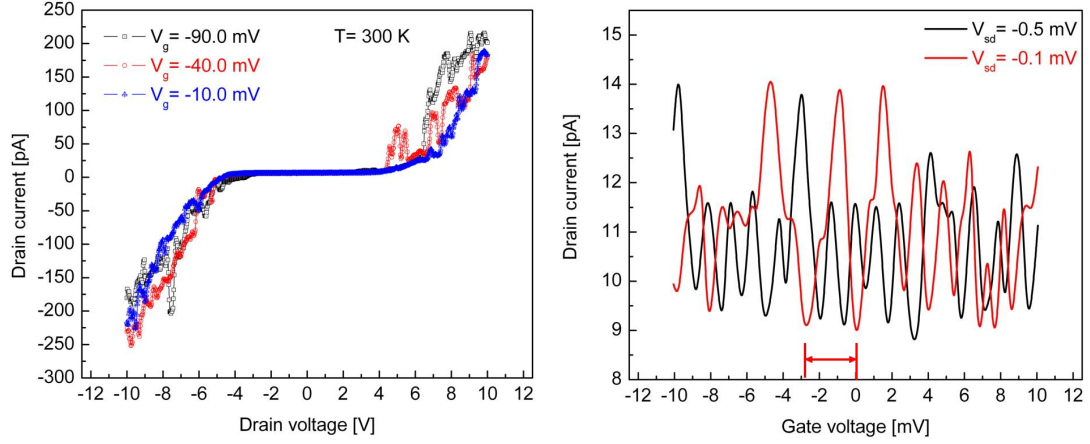 V_g= -90.0 mV
V_g= -40.0 mV
V_g= -10.0 mV
T= 300 K
250
200
150
100
50
0
-50
-100
-150
-200
-250
-300
-12 -10 -8 -6 -4 -2 0 2 4 6 8 10 12
Drain current [pA]
Drain voltage [V]
V_sd= -0.5 mV
V_sd= -0.1 mV
15
14
13
12
11
10
9
8
-12 -10 -8 -6 -4 -2 0 2 4 6 8 10 12
Drain current [pA]
Gate voltage [mV]